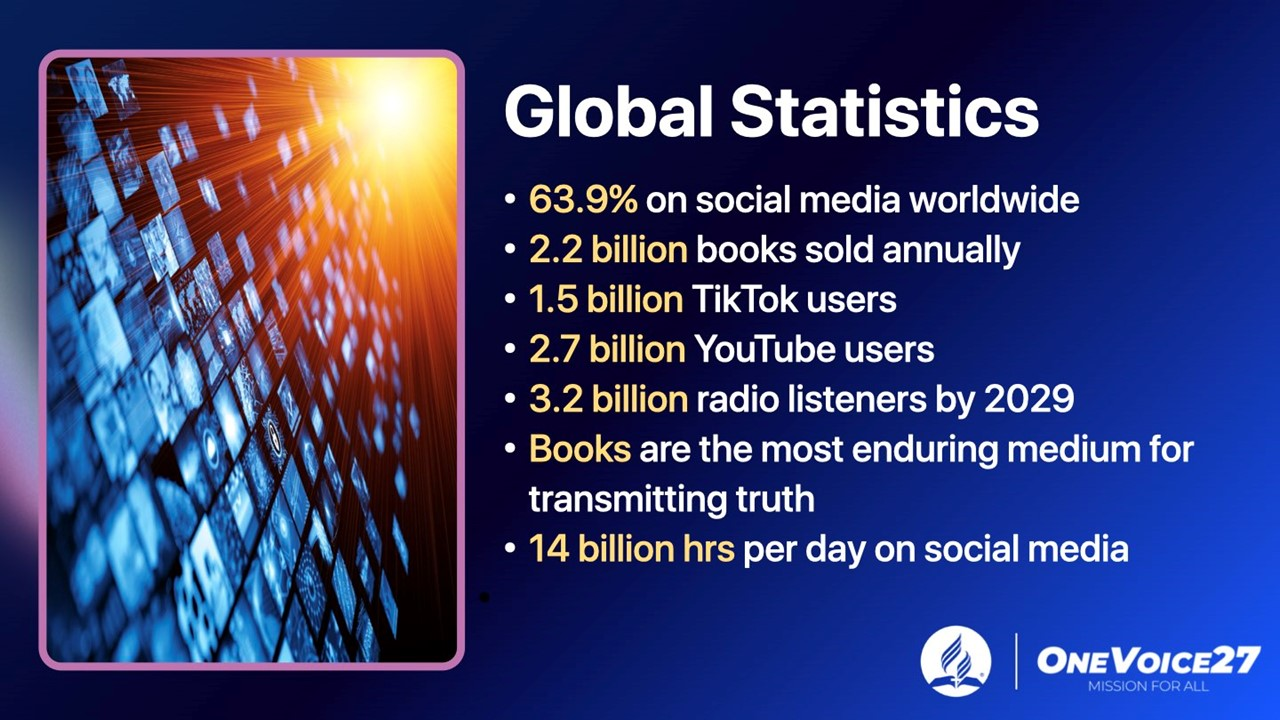 Global Statistics
• 63.9% on social media worldwide
• 2.2 billion books sold annually
• 1.5 billion TikTok users
• 2.7 billion YouTube users
• 3.2 billion radio listeners by 2029
• Books are the most enduring medium for
transmitting truth
• 14 billion hrs per day on social media
ONEVOICE27
MISSION FOR ALL